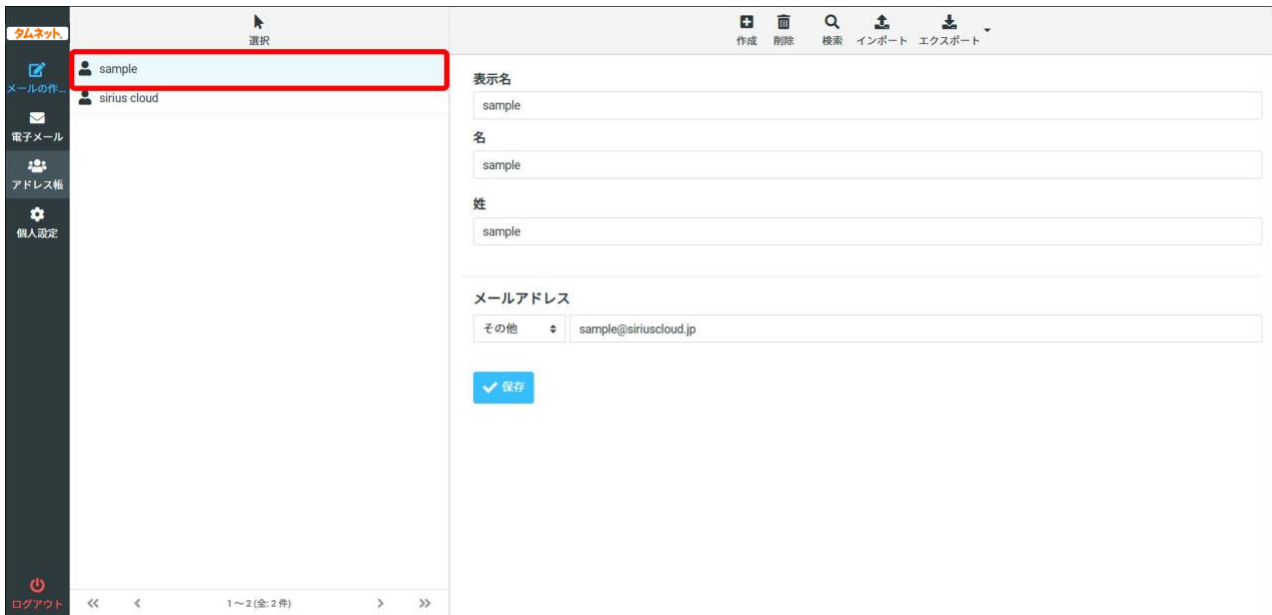 タムネット
メールの作...
電子メール
アドレス帳
個人設定
ログアウト
選択
sample
sirius cloud
1 ～ 2 (全: 2 件)
作成
削除
検索
インポート
エクスポート
表示名
sample
名
sample
姓
sample
メールアドレス
その他
sample@siriuscloud.jp
保存